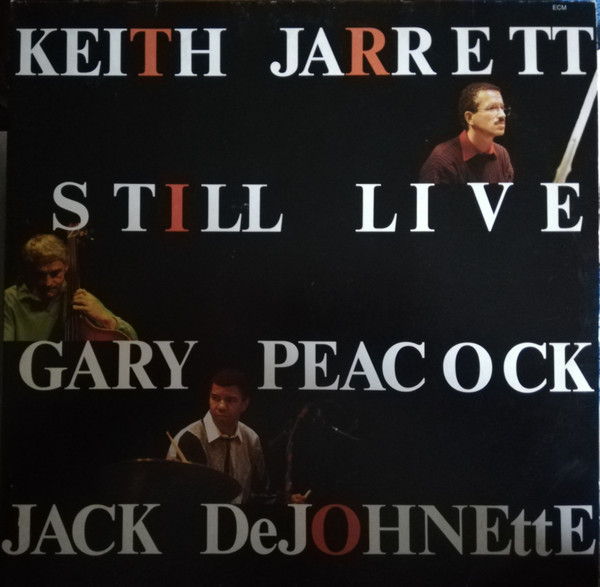 ECM
KEITH JARRETT
STILL LIVE
GARY PEACOCK
JACK DeJOHNEttE